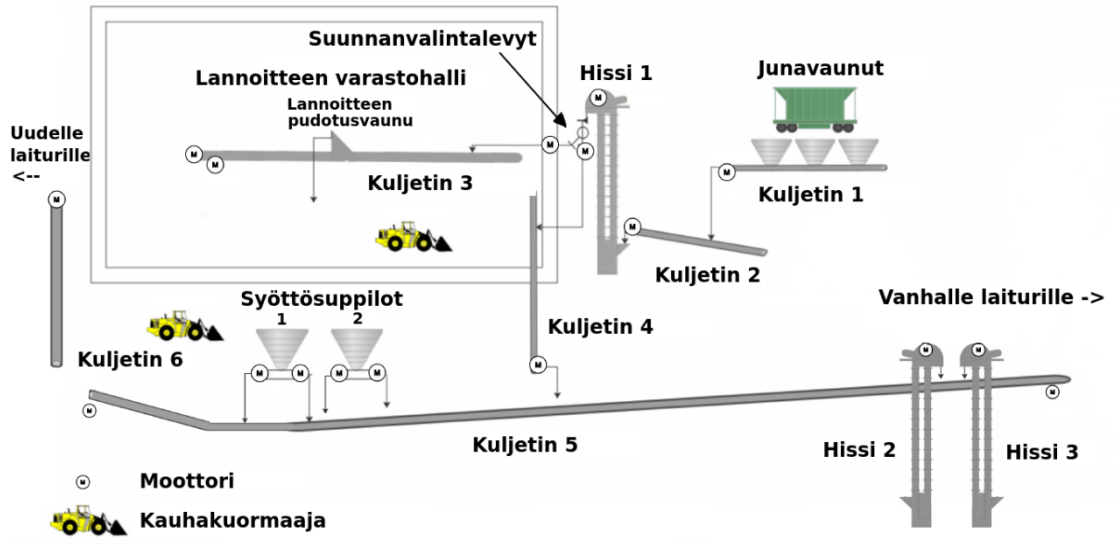 Suunnanvalintalevyt
Hissi 1
Junavaunut
Lannoitteen varastohalli
Lannoitteen
pudotusvaunu
Uudelle
laiturille
<--
M
M
M
M
M
M
M
Kuljetin 3
Kuljetin 1
M
Kuljetin 2
Syöttösuppilot
1
2
Vanhalle laiturille ->
Kuljetin 4
Kuljetin 6
M
M
M
M
M
M
M
M
M
Kuljetin 5
Hissi 2
Hissi 3
M
Moottori
Kauhakuormaaja